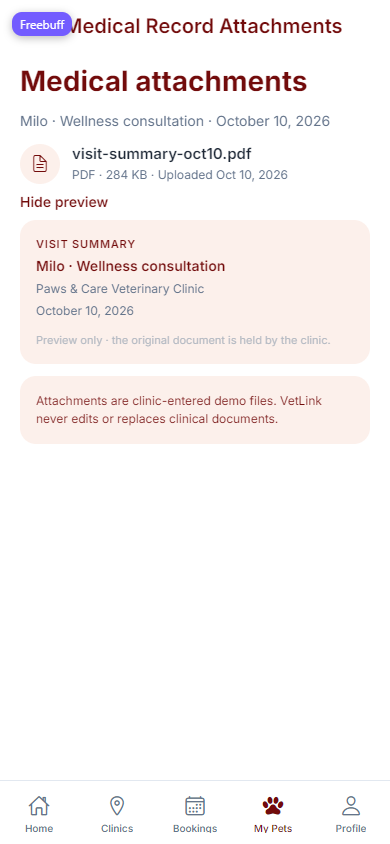 Freebuff
Medical Record Attachments
Medical attachments
Milo · Wellness consultation · October 10, 2026
visit-summary-oct10.pdf
PDF · 284 KB · Uploaded Oct 10, 2026
Hide preview
VISIT SUMMARY
Milo · Wellness consultation
Paws & Care Veterinary Clinic
October 10, 2026
Preview only · the original document is held by the clinic.
Attachments are clinic-entered demo files. VetLink
never edits or replaces clinical documents.
Home
Clinics
Bookings
My Pets
Profile